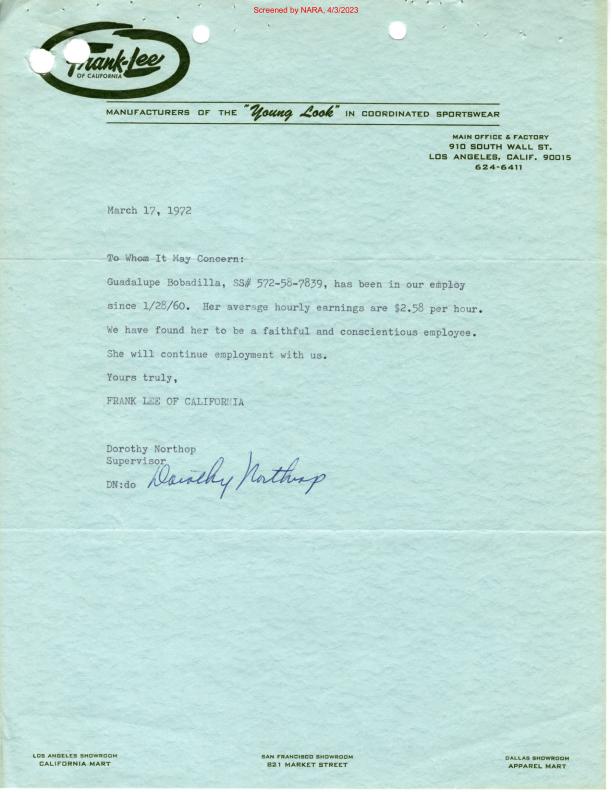 Screened by NARA, 4/3/2023
Frank-Lee
OF CALIFORNIA
MANUFACTURERS OF THE "Young Look" IN COORDINATED SPORTSWEAR
MAIN OFFICE & FACTORY
910 SOUTH WALL ST.
LOS ANGELES, CALIF. 90015
624-6411
March 17, 1972
To Whom It May Concern:
Guadalupe Bobadilla, SS# 572-58-7839, has been in our employ
since 1/28/60. Her average hourly earnings are $2.58 per hour.
We have found her to be a faithful and conscientious employee.
She will continue employment with us.
Yours truly,
FRANK LEE OF CALIFORNIA
Dorothy Northop
Supervisor
DN:do Dorothy Northrop
LOS ANGELES SHOWROOM
CALIFORNIA MART
SAN FRANCISCO SHOWROOM
821 MARKET STREET
DALLAS SHOWROOM
APPAREL MART